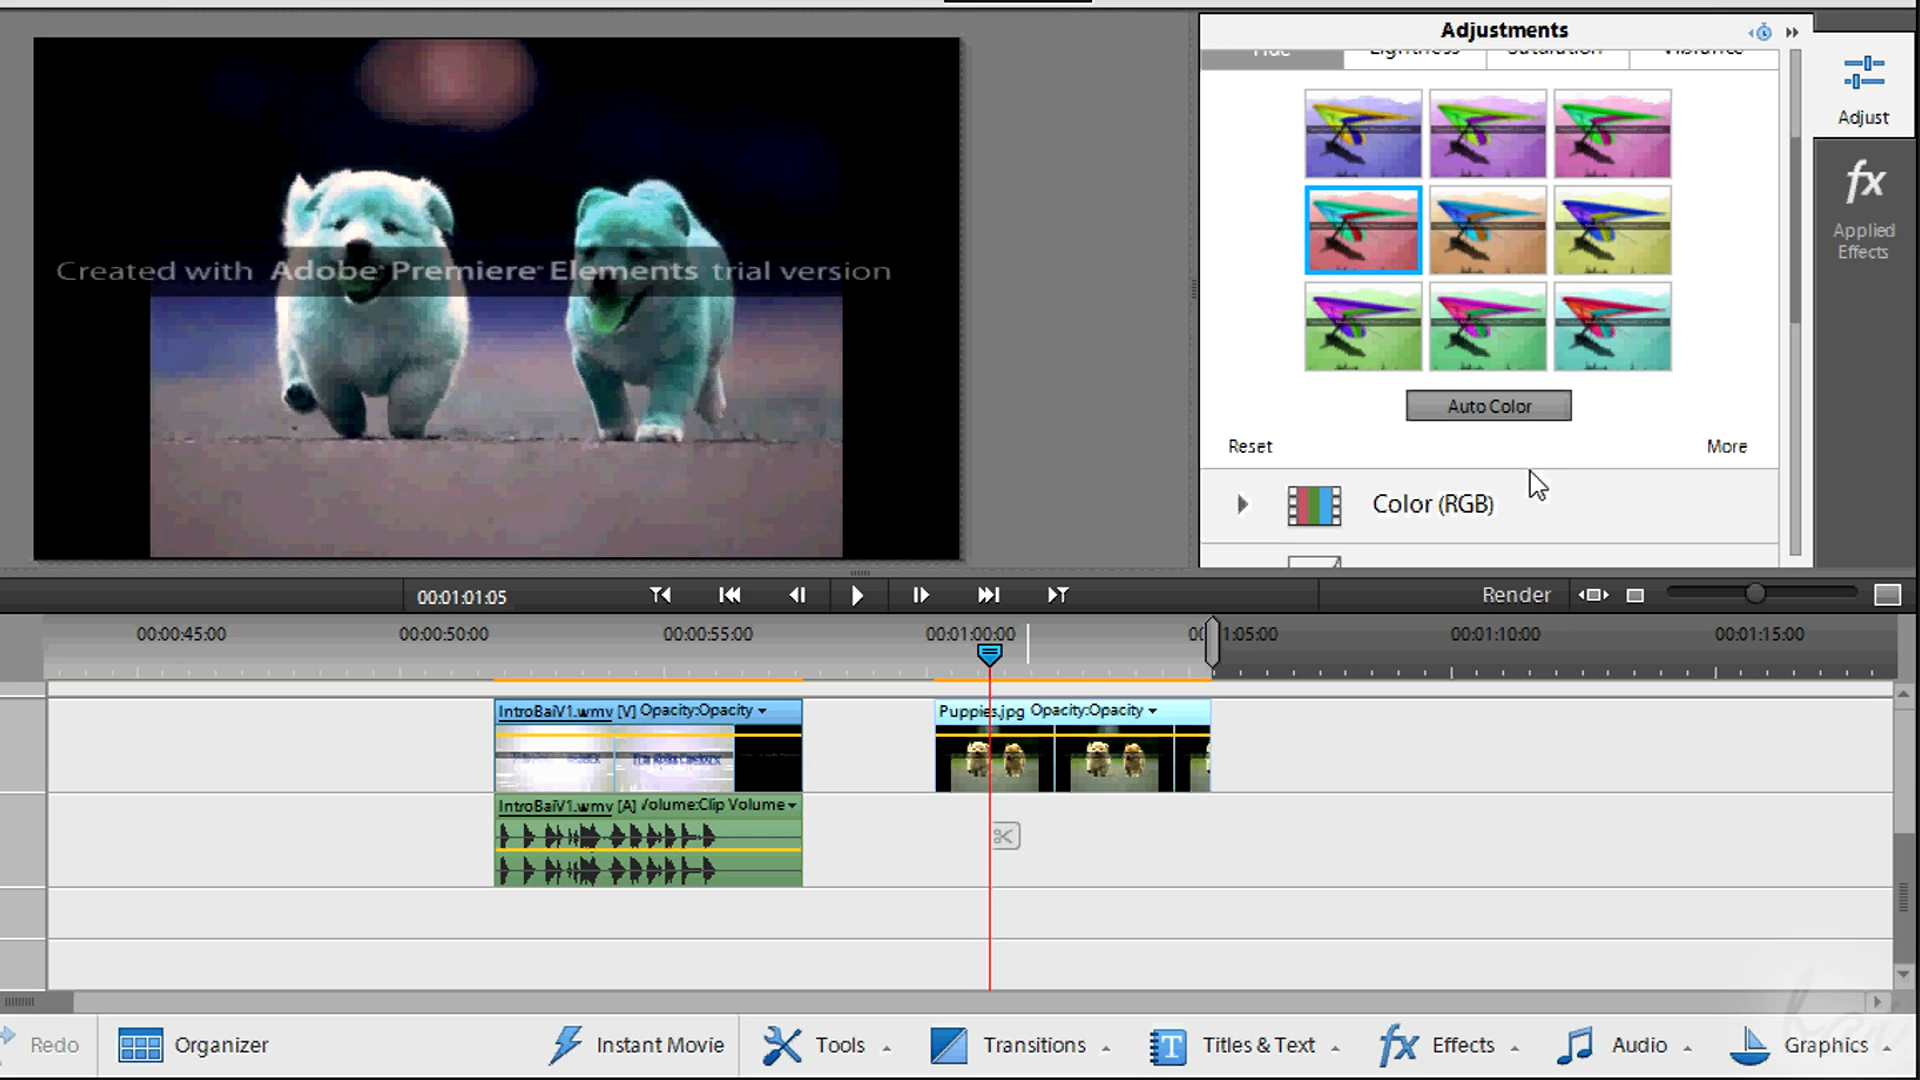 Adjustments
Hue Lightness Saturation Vibrance
Adjust
fx
Applied
Effects
Created with Adobe Premiere Elements trial version
Auto Color
Reset More
Color (RGB)
00:01:01:05
Render
00:00:45:00 00:00:50:00 00:00:55:00 00:01:00:00 00:01:05:00 00:01:10:00 00:01:15:00
IntroBaiV1.wmv [V] Opacity:Opacity
Puppies.jpg Opacity:Opacity
IntroBaiV1.wmv [A] Volume:Clip Volume
Redo
Organizer
Instant Movie
Tools
Transitions
T
Titles & Text
fx
Effects
Audio
Graphics